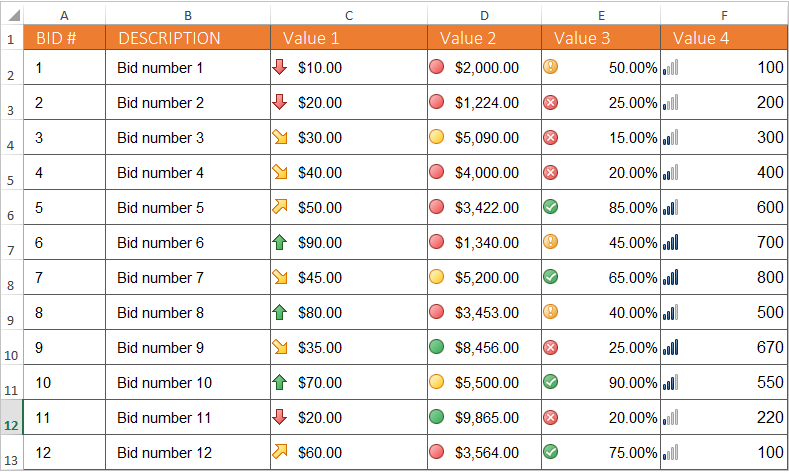 A B C D E F
1 BID # DESCRIPTION Value 1 Value 2 Value 3 Value 4
2 1 Bid number 1 $10.00 $2,000.00 50.00% 100
3 2 Bid number 2 $20.00 $1,224.00 25.00% 200
4 3 Bid number 3 $30.00 $5,090.00 15.00% 300
5 4 Bid number 4 $40.00 $4,000.00 20.00% 400
6 5 Bid number 5 $50.00 $3,422.00 85.00% 600
7 6 Bid number 6 $90.00 $1,340.00 45.00% 700
8 7 Bid number 7 $45.00 $5,200.00 65.00% 800
9 8 Bid number 8 $80.00 $3,453.00 40.00% 500
10 9 Bid number 9 $35.00 $8,456.00 25.00% 670
11 10 Bid number 10 $70.00 $5,500.00 90.00% 550
12 11 Bid number 11 $20.00 $9,865.00 20.00% 220
13 12 Bid number 12 $60.00 $3,564.00 75.00% 100